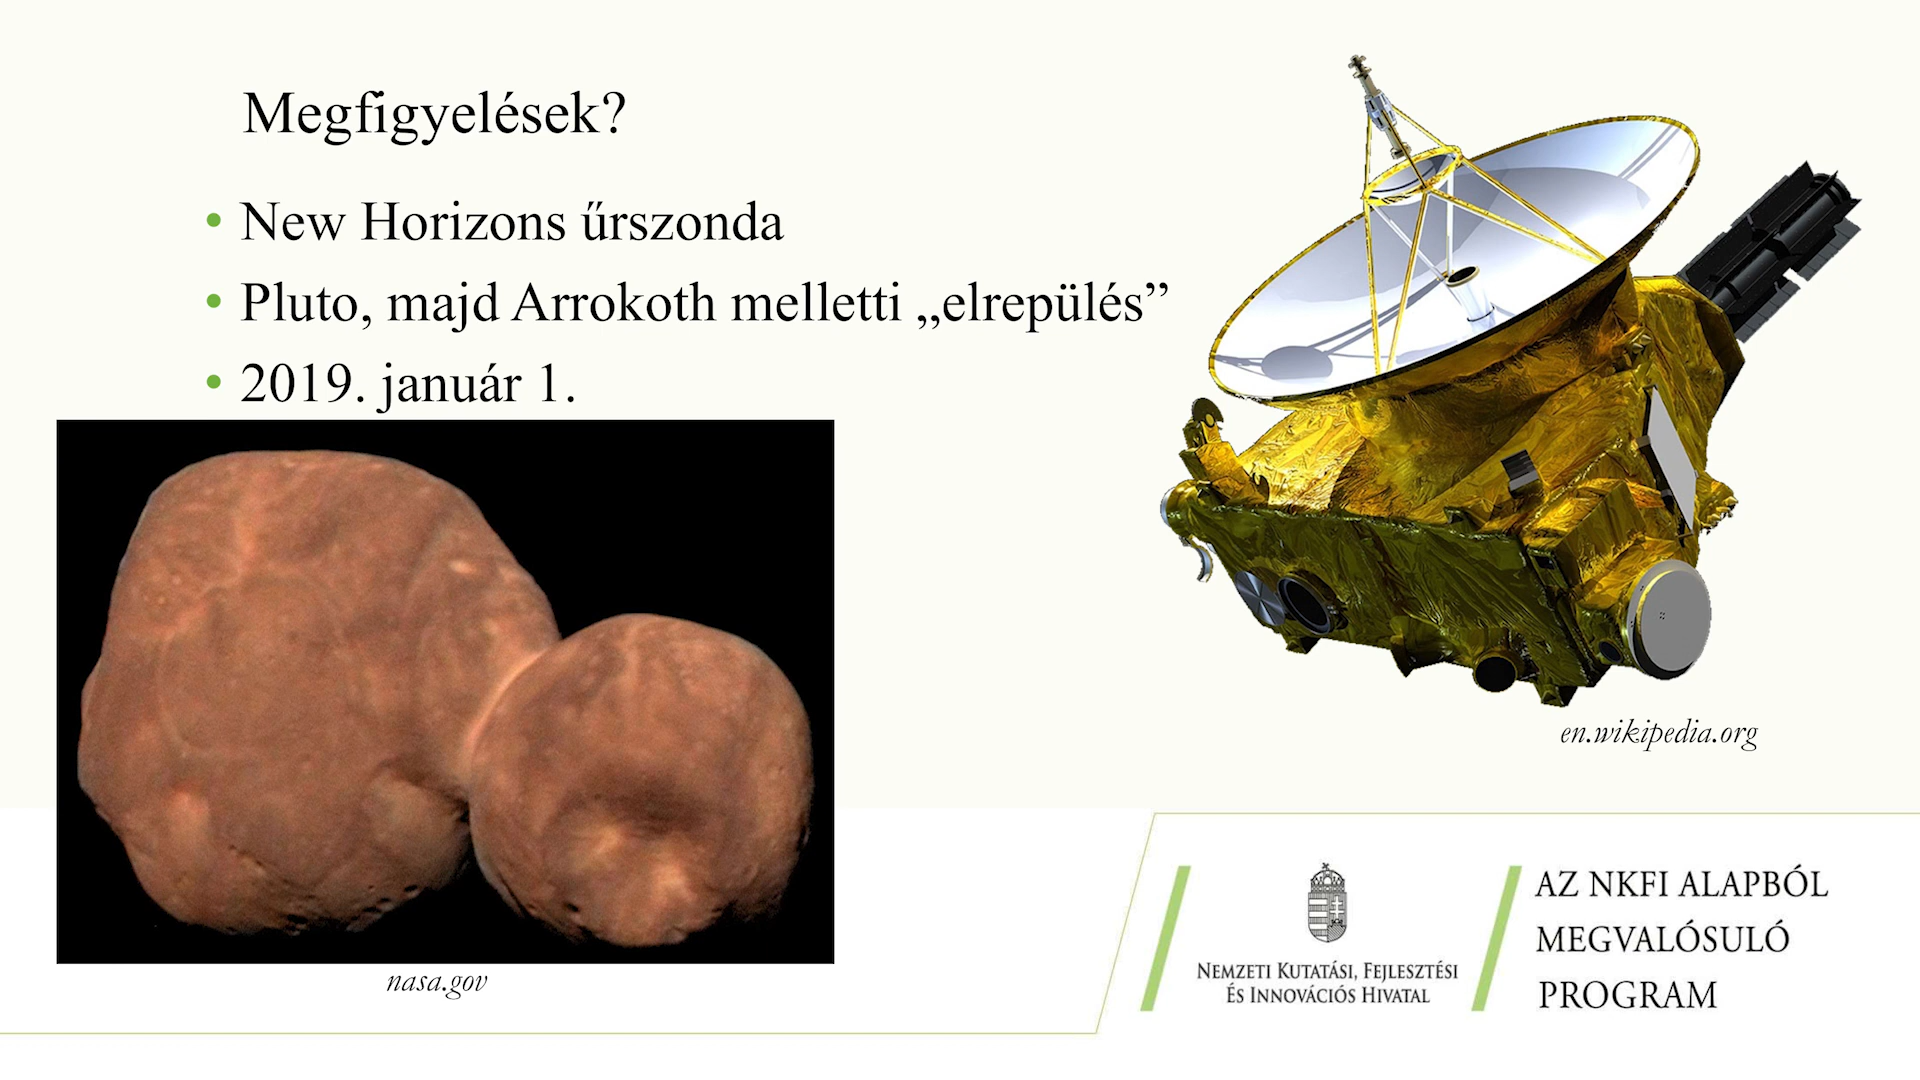 Megfigyelések?
• New Horizons űrszonda
• Pluto, majd Arrokoth melletti „elrepülés”
• 2019. január 1.
en.wikipedia.org
nasa.gov
NEMZETI KUTATÁSI, FEJLESZTÉSI
ÉS INNOVÁCIÓS HIVATAL
AZ NKFI ALAPBÓL
MEGVALÓSULÓ
PROGRAM